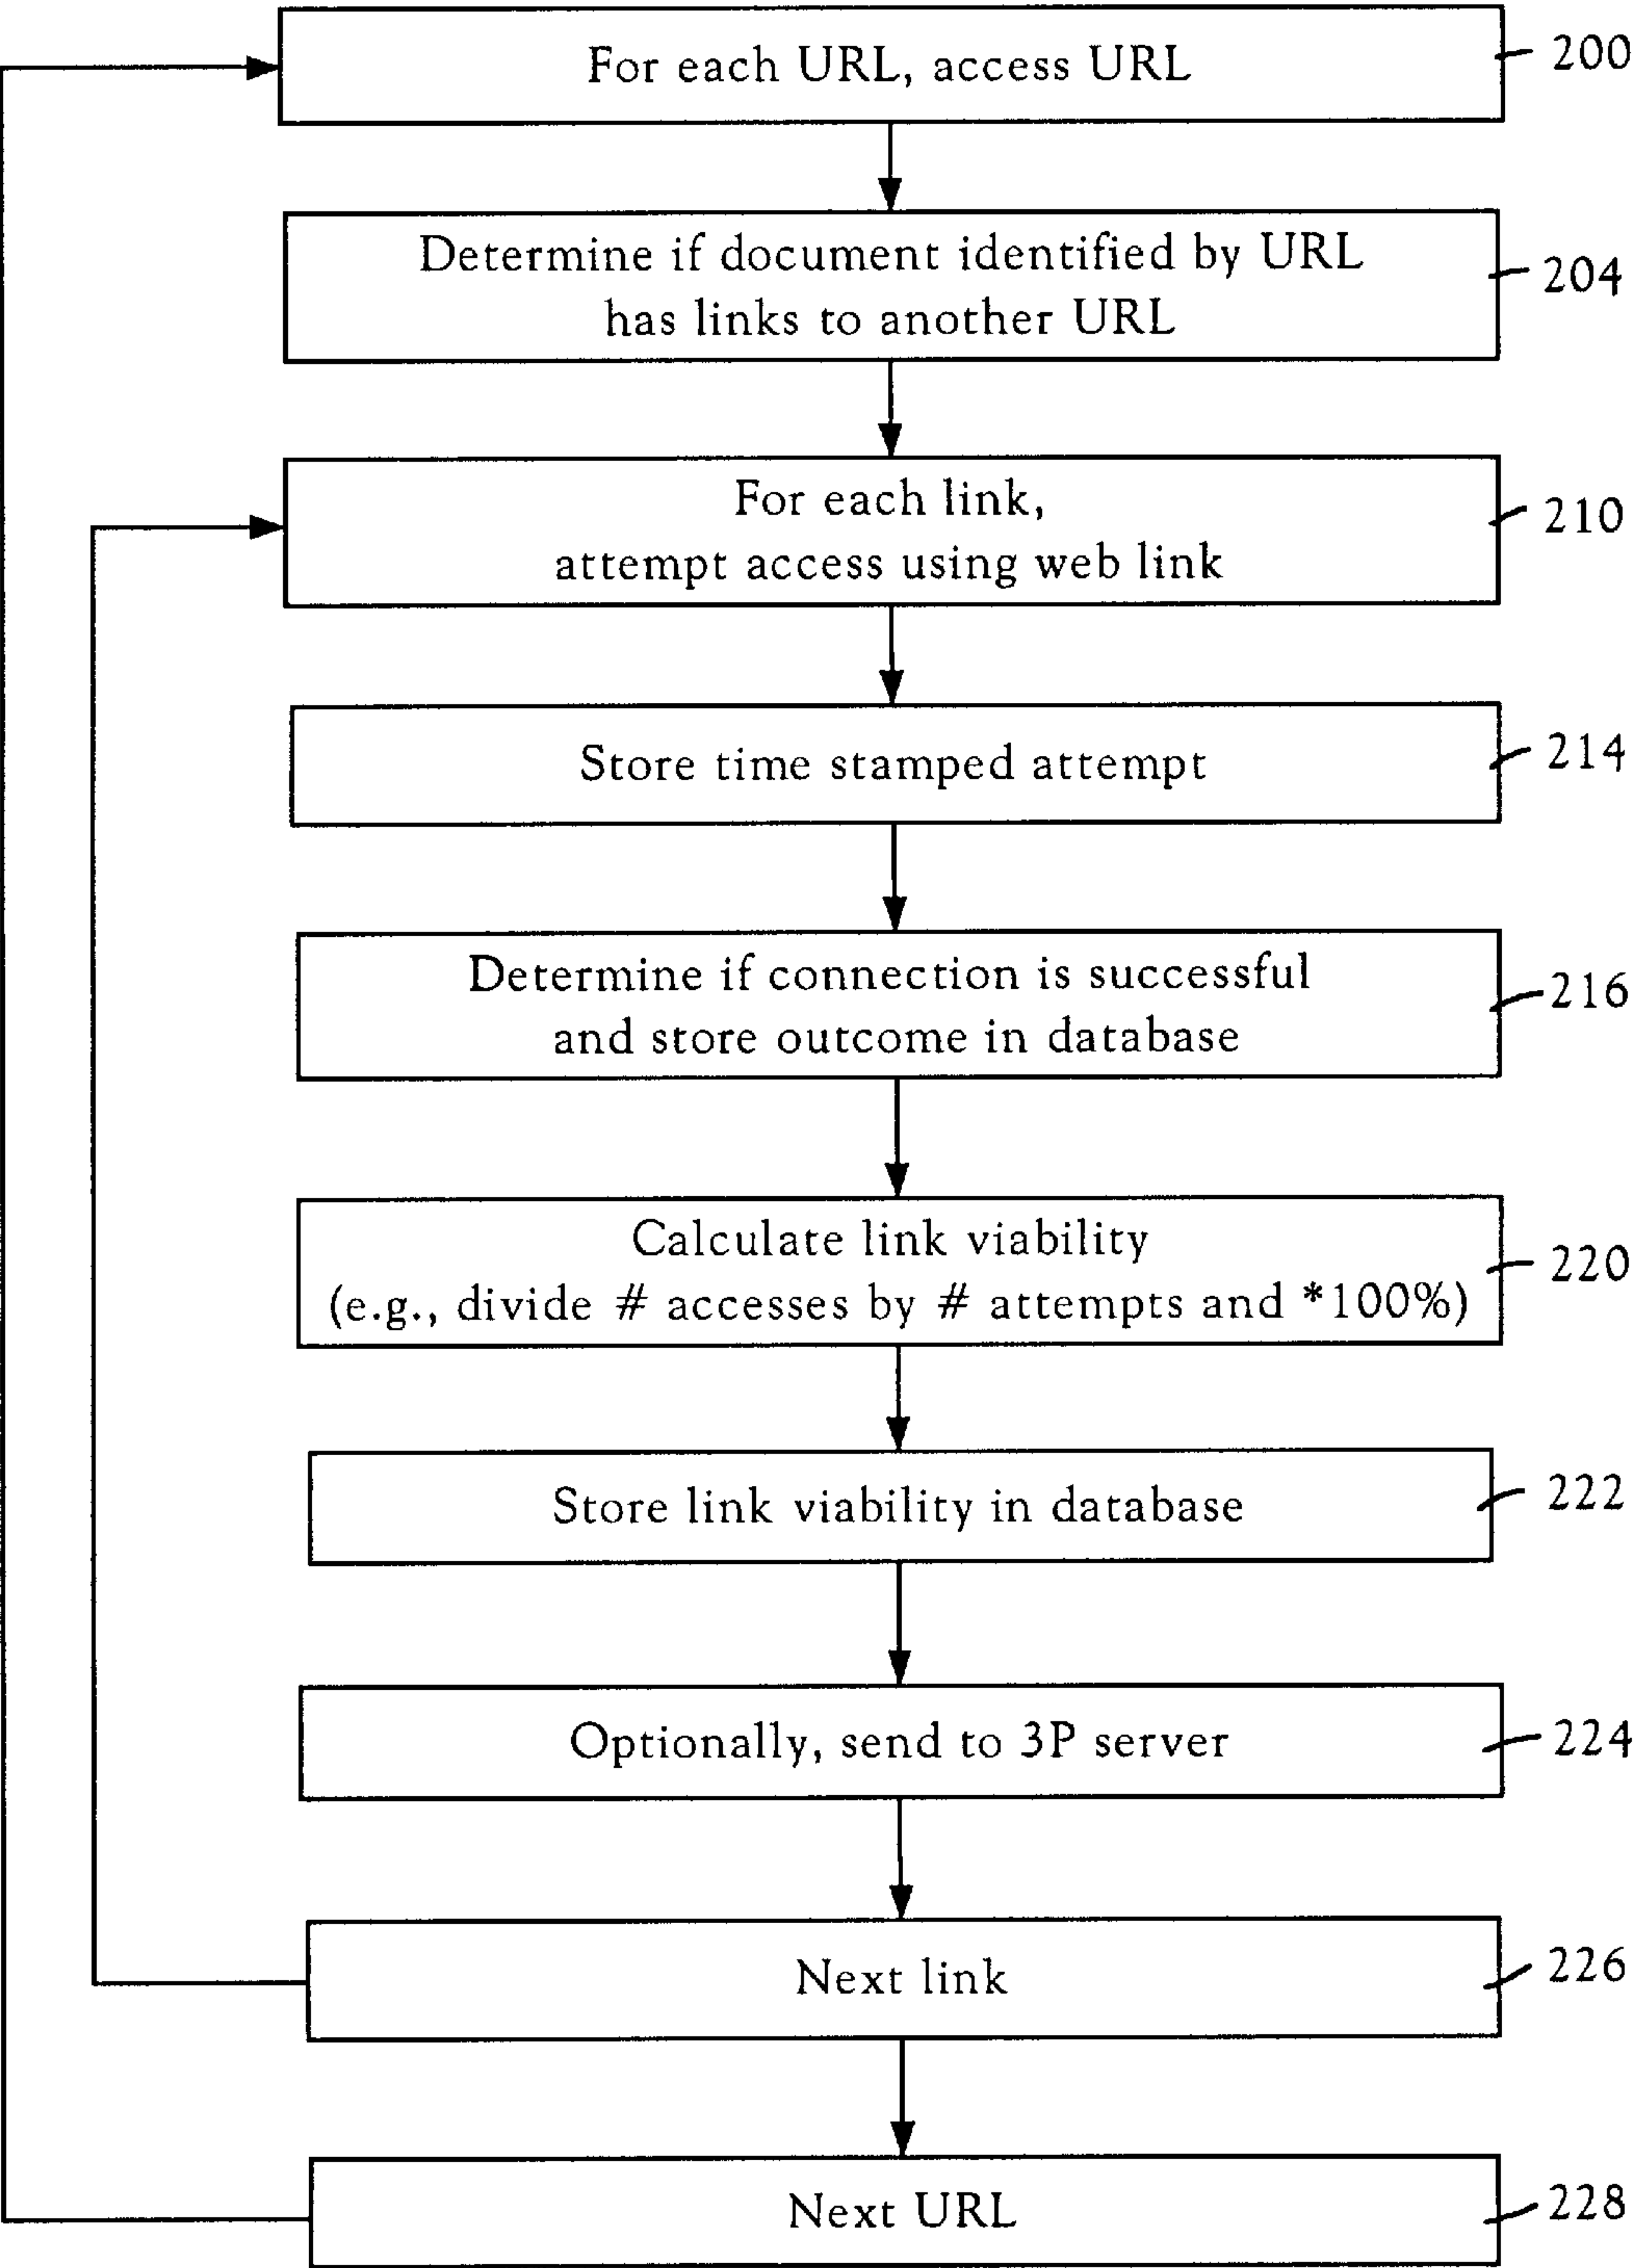 For each URL, access URL
200
Determine if document identified by URL
has links to another URL
204
For each link,
attempt access using web link
210
Store time stamped attempt
214
Determine if connection is successful
and store outcome in database
216
Calculate link viability
(e.g., divide # accesses by # attempts and *100%)
220
Store link viability in database
222
Optionally, send to 3P server
224
Next link
226
Next URL
228